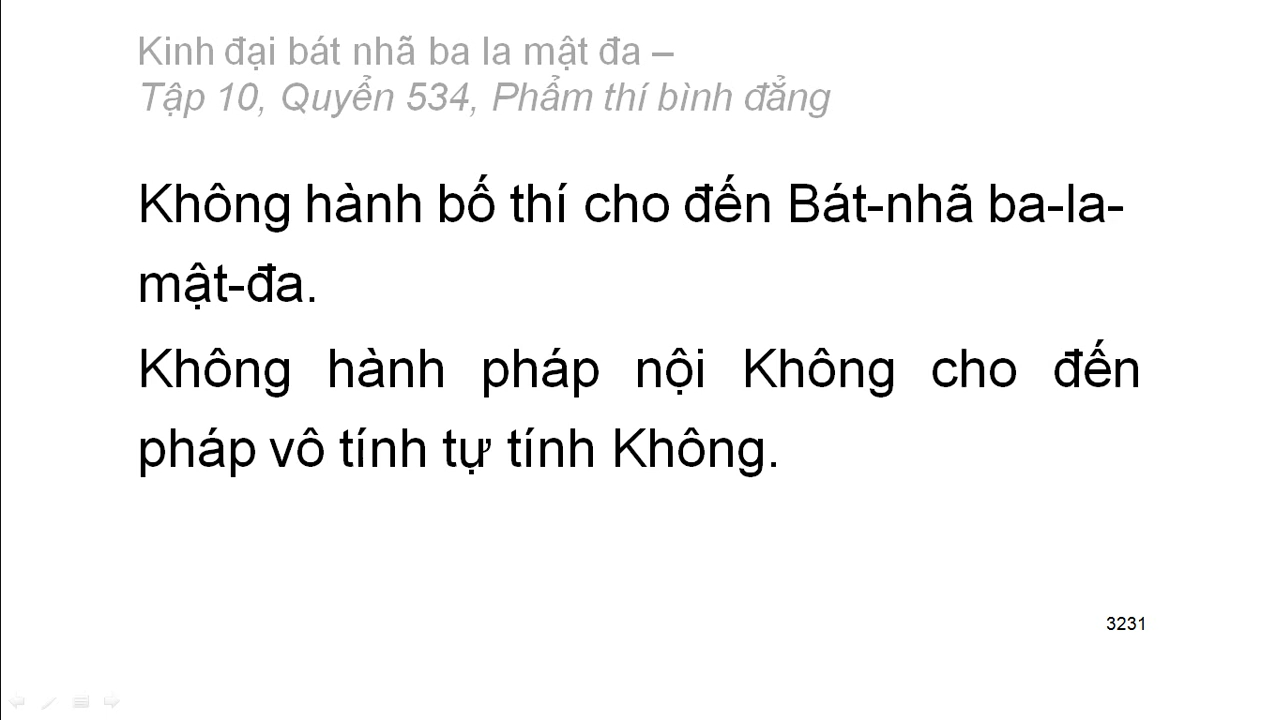 Kinh đại bát nhã ba la mật đa –
Tập 10, Quyển 534, Phẩm thí bình đẳng
Không hành bố thí cho đến Bát-nhã ba-la-
mật-đa.
Không hành pháp nội Không cho đến
pháp vô tính tự tính Không.
3231